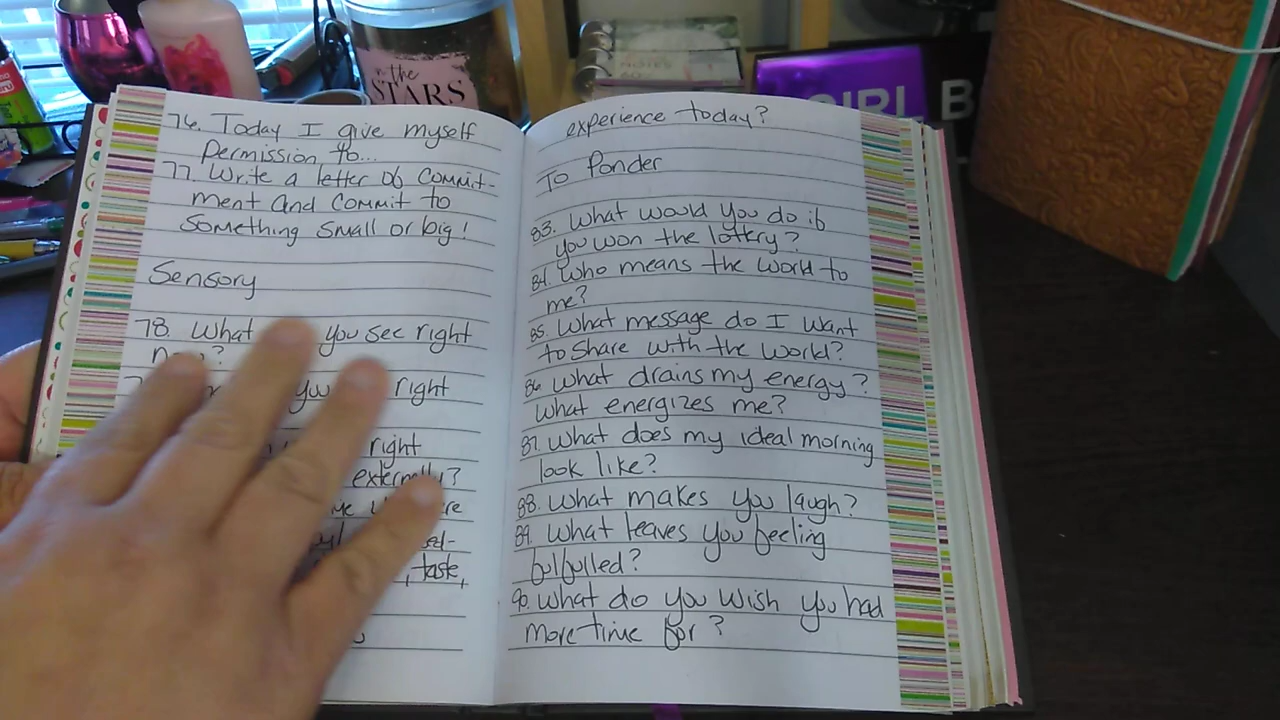 in the
STARS
NOTES
GIRL B
76. Today I give myself
permission to...
77. Write a letter of commit-
ment and commit to
something small or big!
Sensory
78. What you see right
?
you right
right
externally?
taste,
experience today?
To Ponder
83. What would you do if
you won the lottery?
84. Who means the world to
me?
85. What message do I want
to share with the world?
86. What drains my energy?
What energizes me?
87. What does my ideal morning
look like?
88. What makes you laugh?
89. What leaves you feeling
fulfilled?
90. What do you wish you had
more time for?